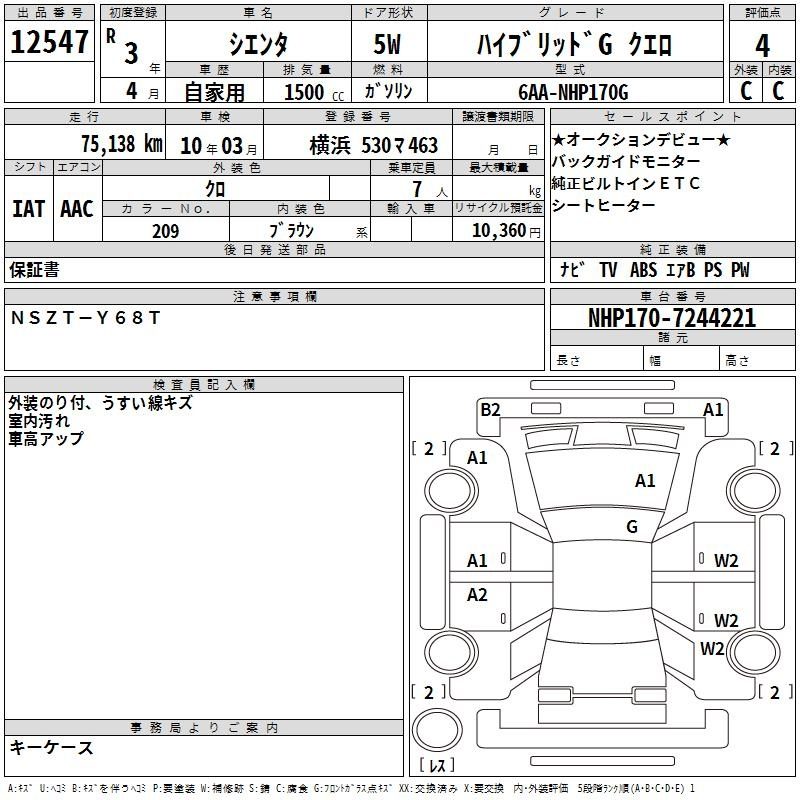 出品番号 初度登録 車名 ドア形状 グレード 評価点
12547 R 3 年 シエンタ 5W ハイブリッドG クエロ 4
車歴 排気量 燃料 型式 外装 内装
4 月 自家用 1500 CC ガソリン 6AA-NHP170G C C
走行 車検 登録番号 譲渡書類期限
75,138 km 10 年 03 月 横浜 530マ463 月 日
シフト エアコン 外装色 乗車定員 最大積載量
IAT AAC クロ 7 人 kg
カラーNo. 内装色 輸入車 リサイクル預託金
209 ブラウン 系 10,360 円
後日発送部品
保証書
セールスポイント
★オークションデビュー★
バックガイドモニター
純正ビルトインETC
シートヒーター
純正装備
ナビ TV ABS エアB PS PW
注意事項欄
NSZT-Y68T
車台番号
NHP170-7244221
諸元
長さ 幅 高さ
検査員記入欄
外装のり付、うすい線キズ
室内汚れ
車高アップ
事務局よりご案内
キーケース
B2 A1
[ 2 ] A1 [ 2 ]
A1
G
A1 W2
A2 W2
W2
[ 2 ] [ 2 ]
[ レス ]
A:キズ U:ヘコミ B:キズを伴うヘコミ P:要塗装 W:補修跡 S:錆 C:腐食 G:フロントガラス点キズ XX:交換済み X:要交換 内・外装評価 5段階ランク順(A・B・C・D・E) 1